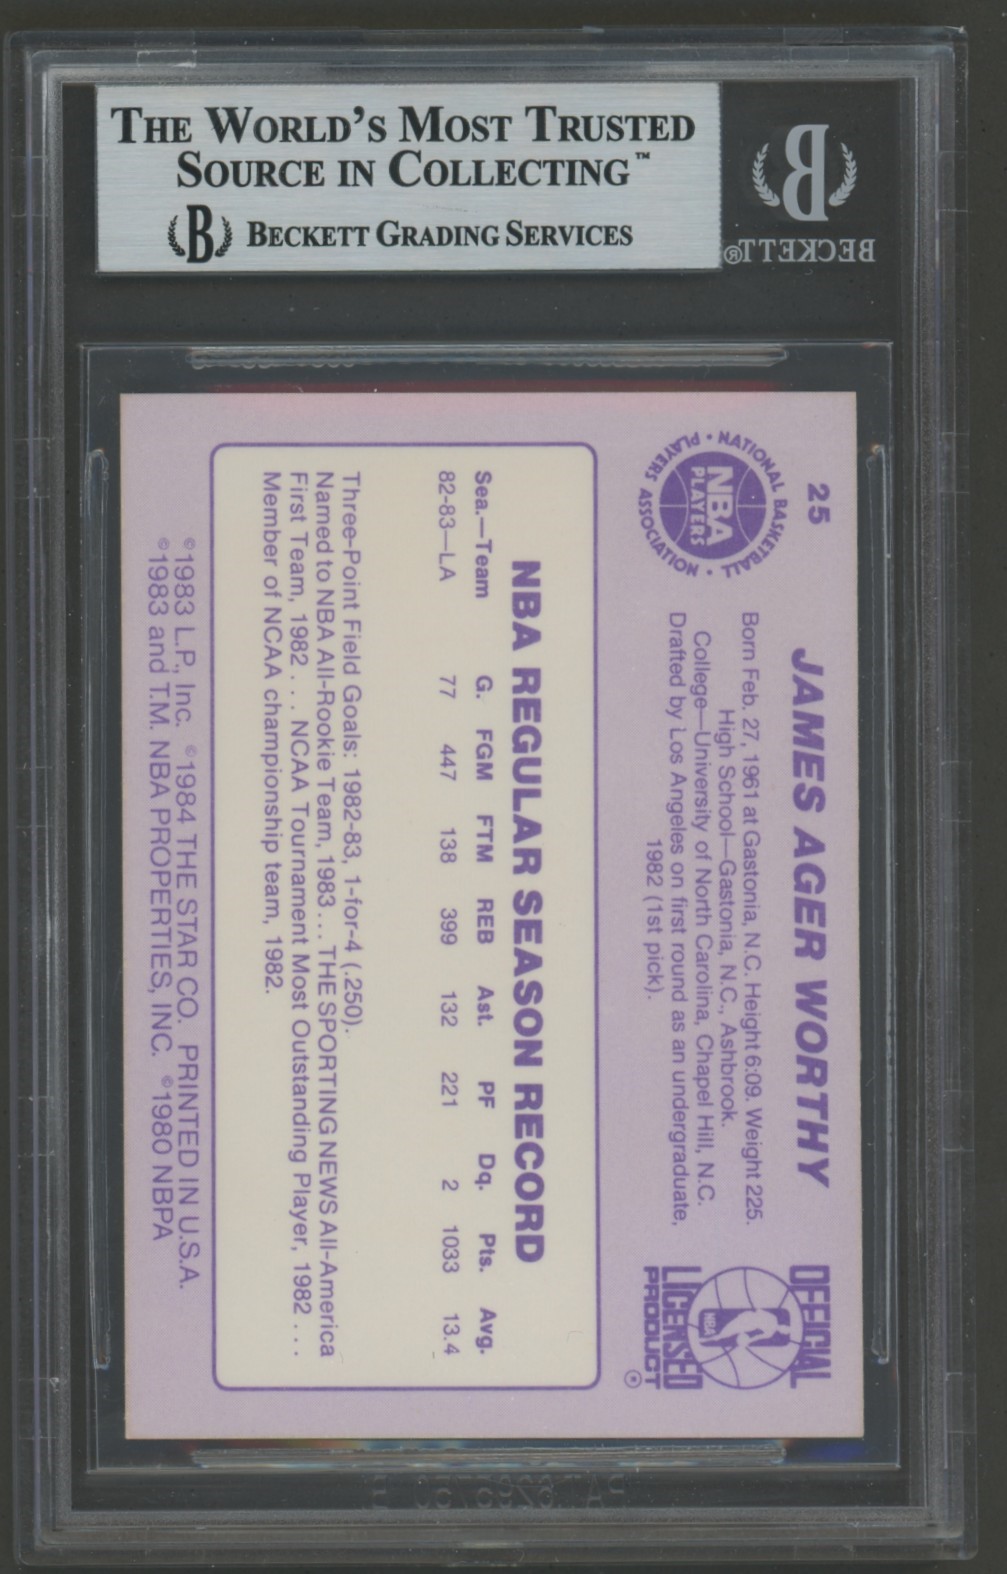 THE WORLD'S MOST TRUSTED
SOURCE IN COLLECTING™
B BECKETT GRADING SERVICES
B
BECKETT®
25
NATIONAL BASKETBALL • PLAYERS ASSOCIATION •
NBA
PLAYERS
JAMES AGER WORTHY
Born Feb. 27, 1961 at Gastonia, N.C. Height 6:09. Weight 225.
High School—Gastonia, N.C., Ashbrook.
College—University of North Carolina, Chapel Hill, N.C.
Drafted by Los Angeles on first round as an undergraduate,
1982 (1st pick).
OFFICIAL
NBA
LICENSED
PRODUCT
NBA REGULAR SEASON RECORD
Sea.—Team G. FGM FTM REB Ast. PF Dq. Pts. Avg.
82-83—LA 77 447 138 399 132 221 2 1033 13.4
Three-Point Field Goals: 1982-83, 1-for-4 (.250).
Named to NBA All-Rookie Team, 1983 . . . THE SPORTING NEWS All-America
First Team, 1982 . . . NCAA Tournament Most Outstanding Player, 1982 . . .
Member of NCAA championship team, 1982.
©1983 L.P., Inc. ©1984 THE STAR CO. PRINTED IN U.S.A.
©1983 and T.M. NBA PROPERTIES, INC. ©1980 NBPA